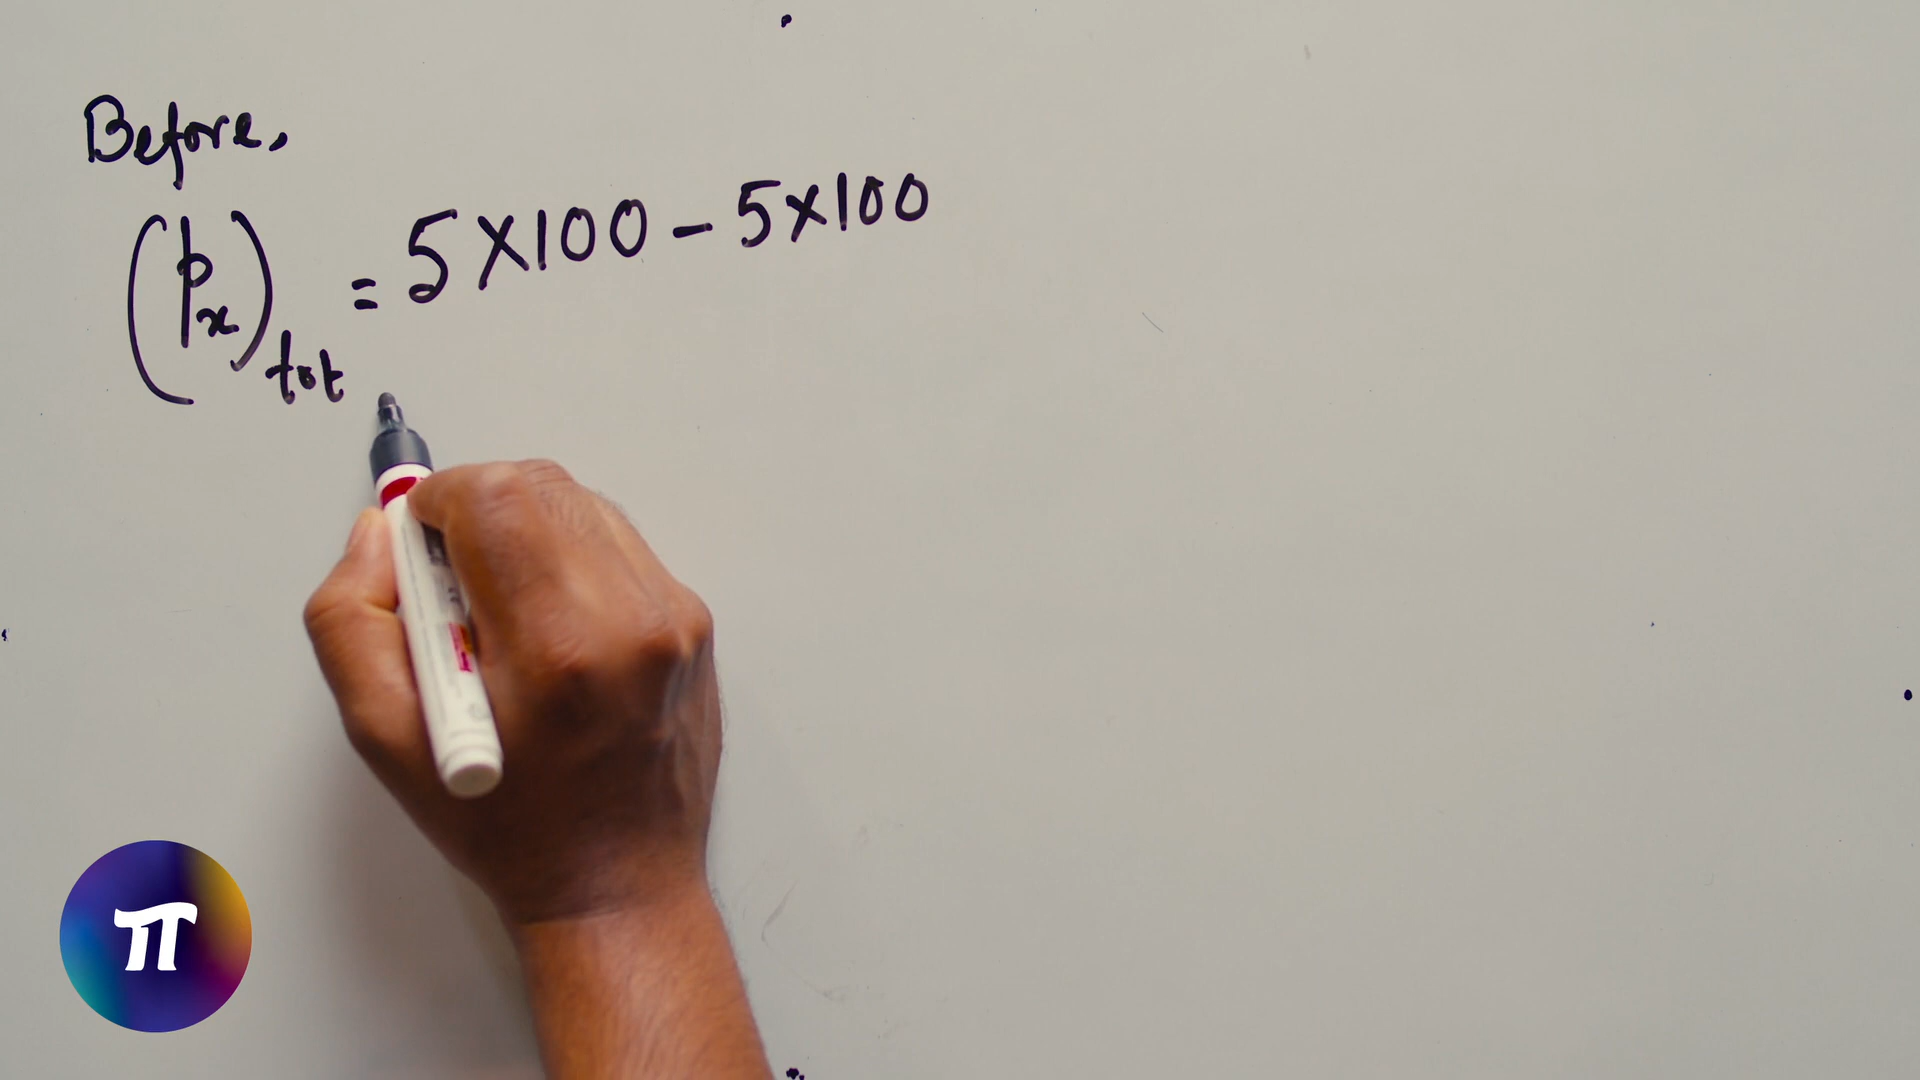 Before,
(px)tot = 5×100 - 5×100
π